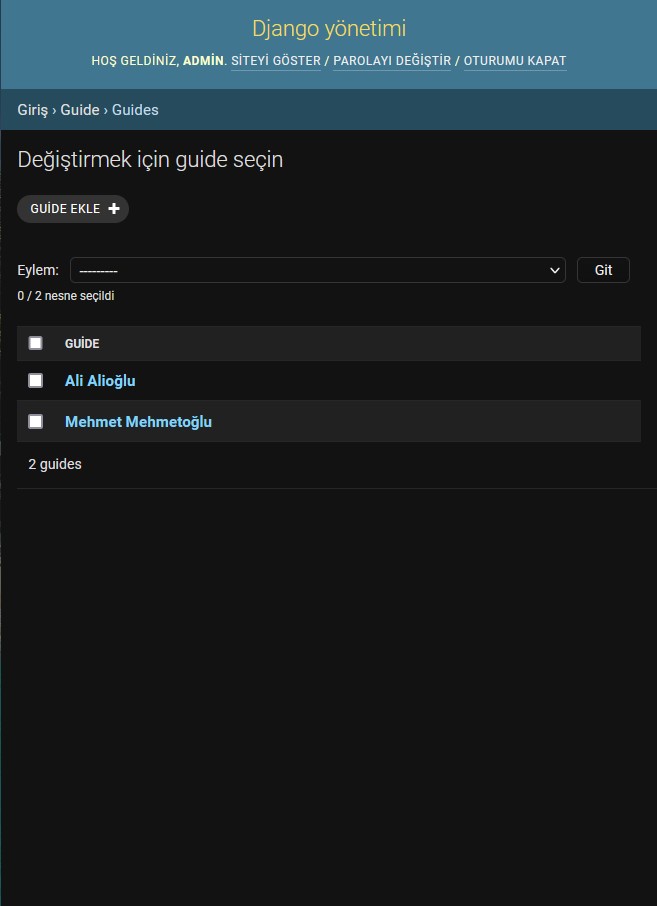 Django yönetimi
HOŞ GELDİNİZ, ADMİN. SİTEYİ GÖSTER / PAROLAYI DEĞİŞTİR / OTURUMU KAPAT
Giriş › Guide › Guides
Değiştirmek için guide seçin
GUİDE EKLE +
Eylem: --------- Git
0 / 2 nesne seçildi
GUİDE
Ali Alioğlu
Mehmet Mehmetoğlu
2 guides